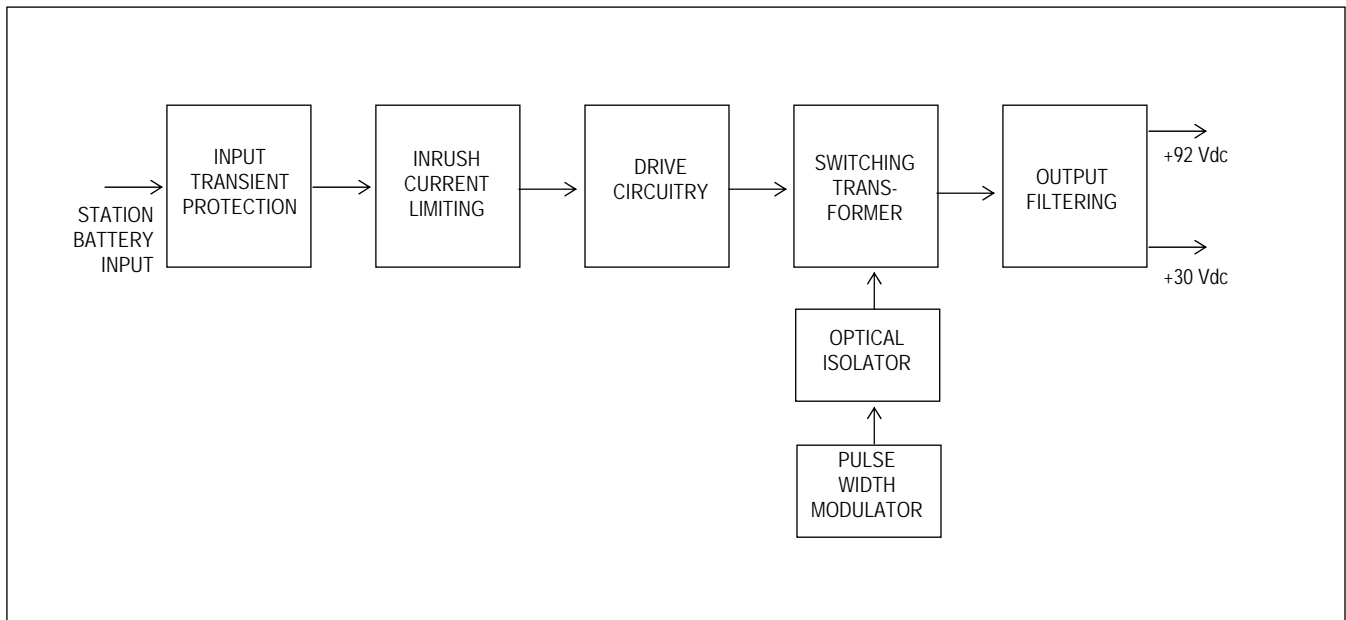 STATION
BATTERY
INPUT
INPUT
TRANSIENT
PROTECTION
INRUSH
CURRENT
LIMITING
DRIVE
CIRCUITRY
SWITCHING
TRANS-
FORMER
OUTPUT
FILTERING
+92 Vdc
+30 Vdc
OPTICAL
ISOLATOR
PULSE
WIDTH
MODULATOR